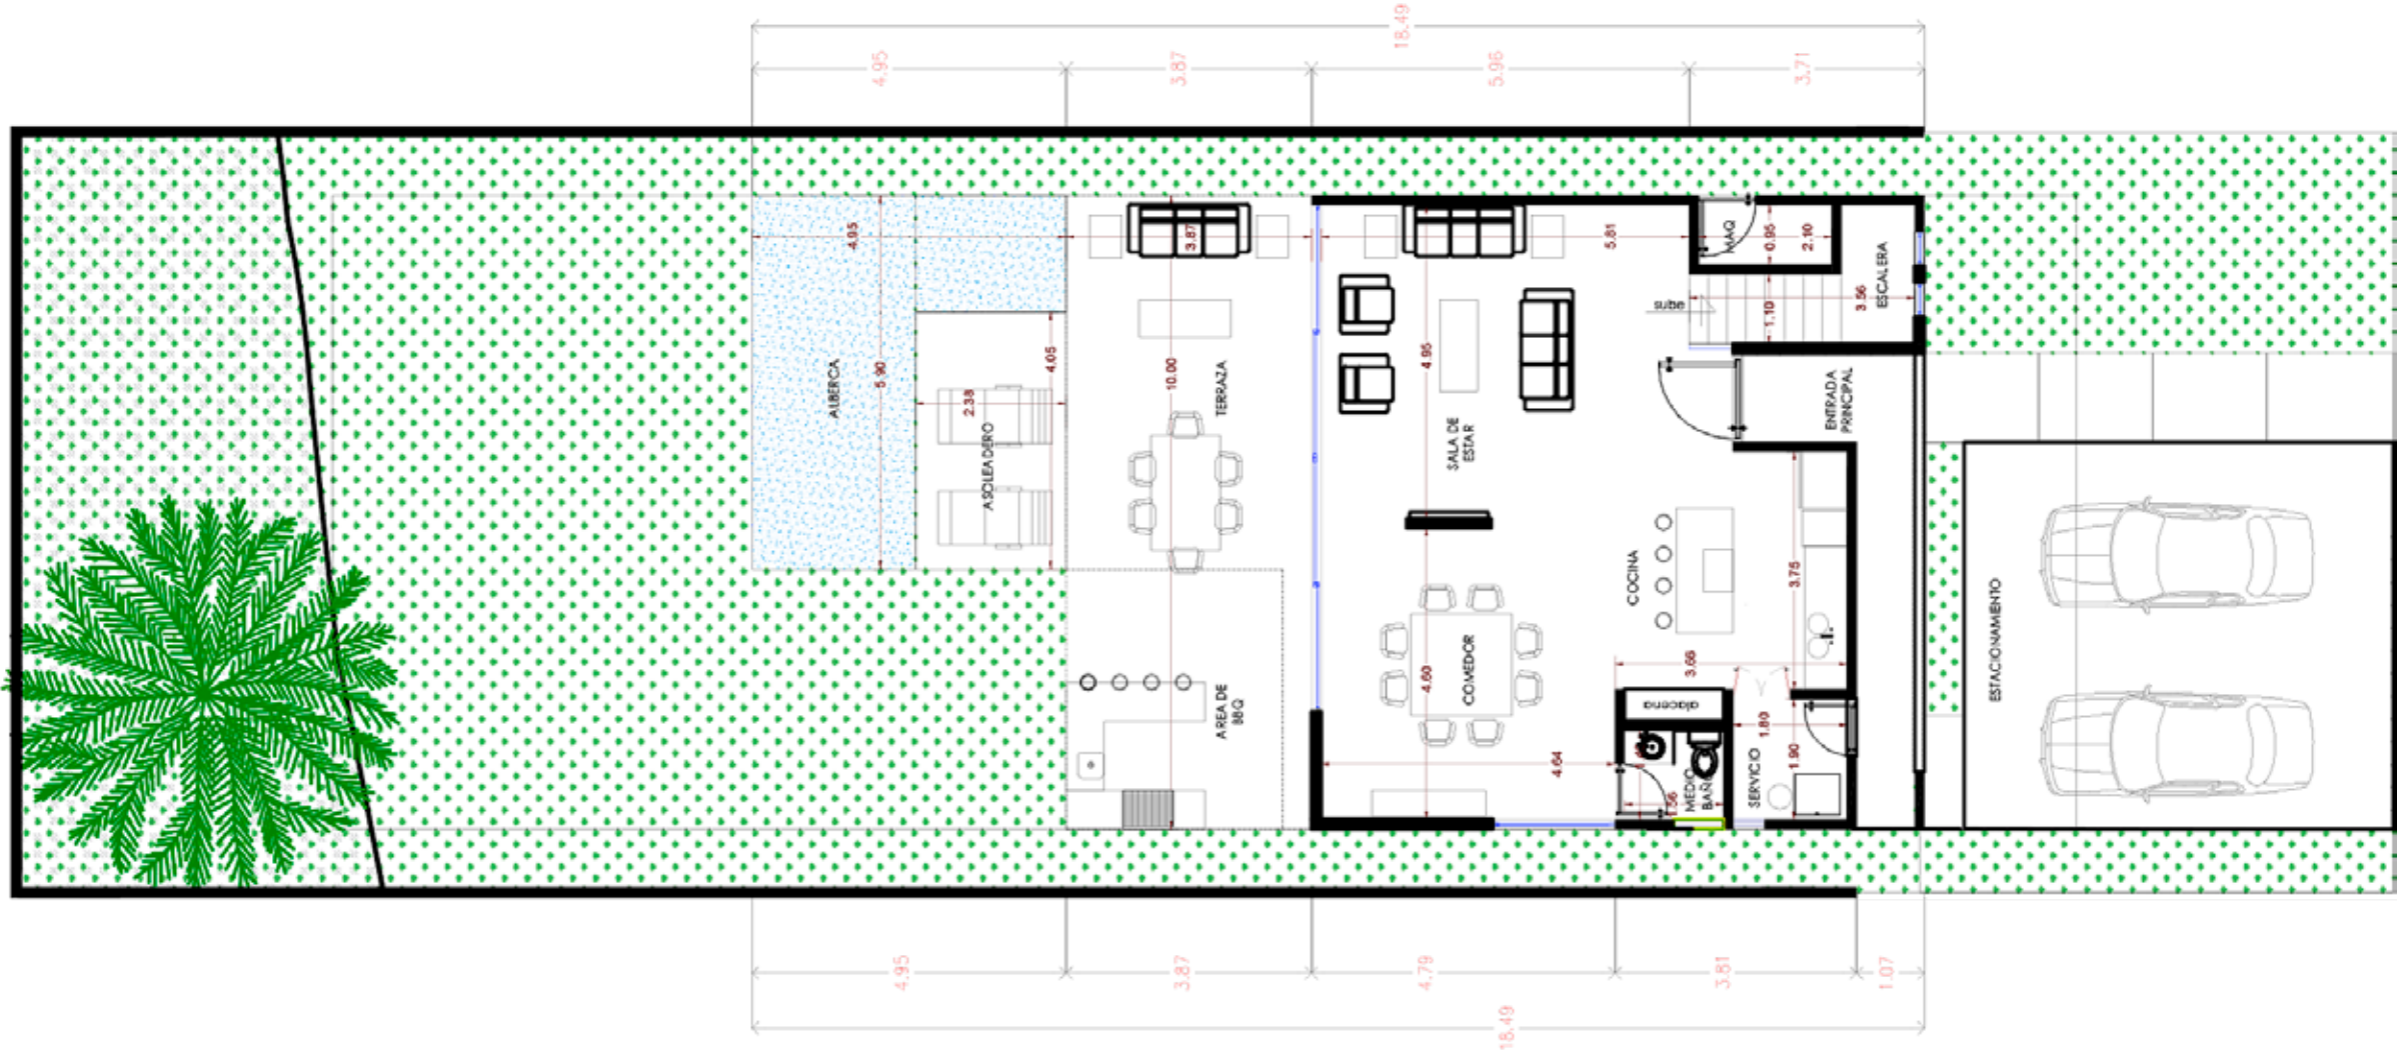 18.49
4.95
3.87
5.96
3.71
4.95
3.87
5.81
MAQ
0.95
2.10
ESCALERA
3.56
sube
1.10
ALBERCA
5.90
4.05
2.38
ASOLEADERO
10.00
TERRAZA
4.95
SALA DE
ESTAR
ENTRADA
PRINCIPAL
COCINA
3.75
ESTACIONAMIENTO
AREA DE
BBQ
4.60
COMEDOR
3.66
alacena
1.80
4.64
1.56
MEDIO
BAÑO
SERVICIO
1.90
4.95
3.87
4.79
3.81
1.07
18.49